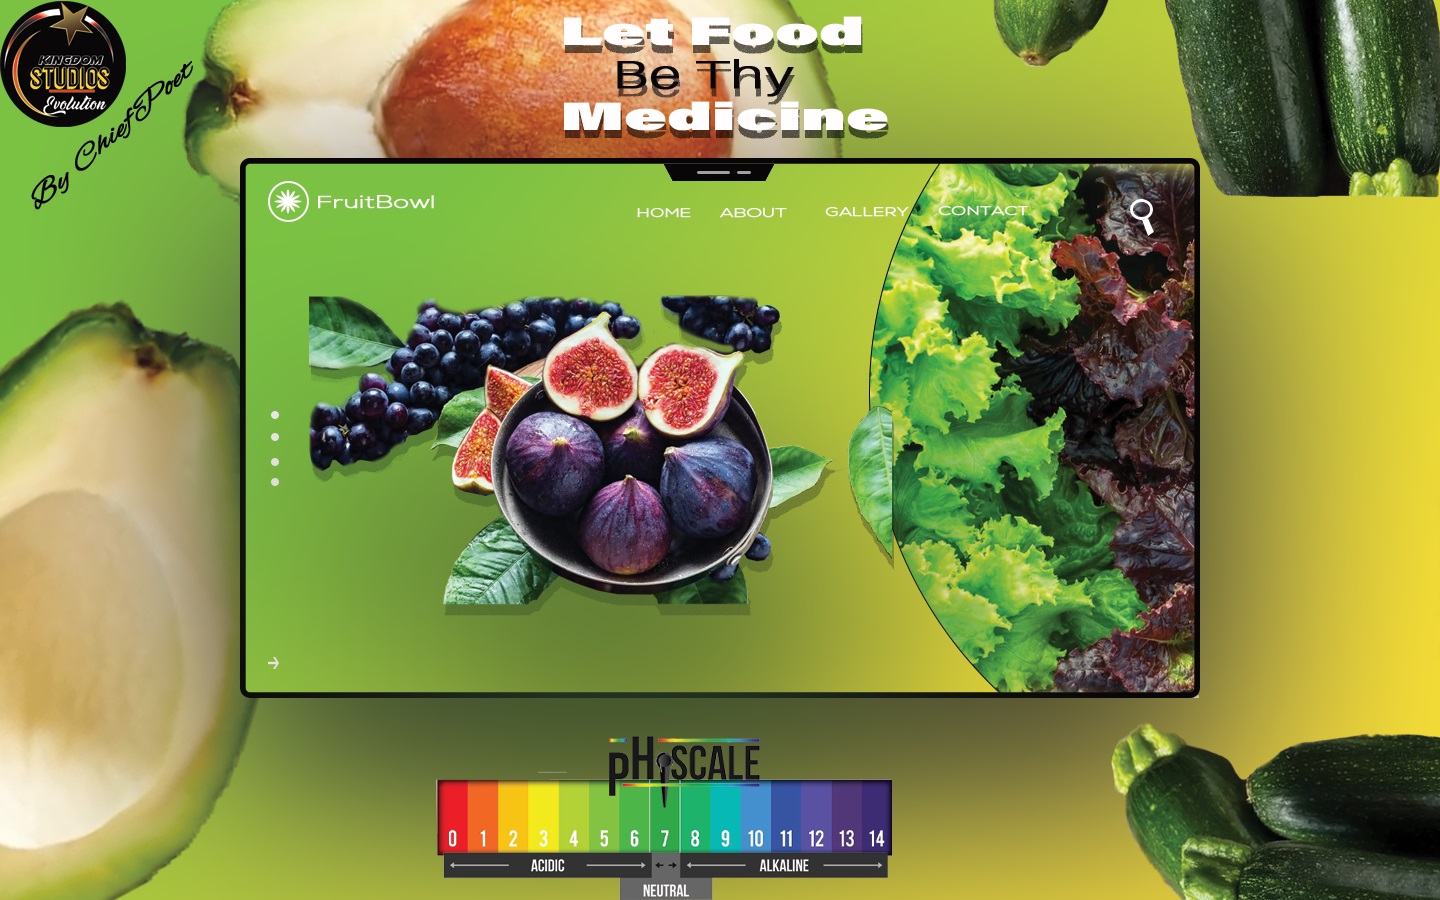 KINGDOM
STUDIOS
Evolution
By ChiefPoet
Let Food
Be Thy
Medicine
FruitBowl
HOME ABOUT GALLERY CONTACT
pH SCALE
0 1 2 3 4 5 6 7 8 9 10 11 12 13 14
ACIDIC ALKALINE
NEUTRAL